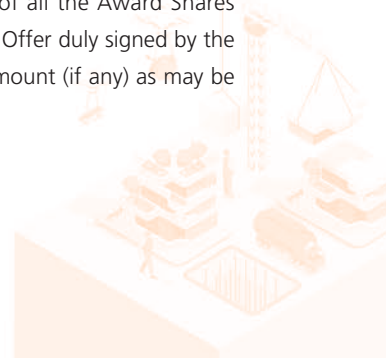 of all the Award Shares
Offer duly signed by the
mount (if any) as may be